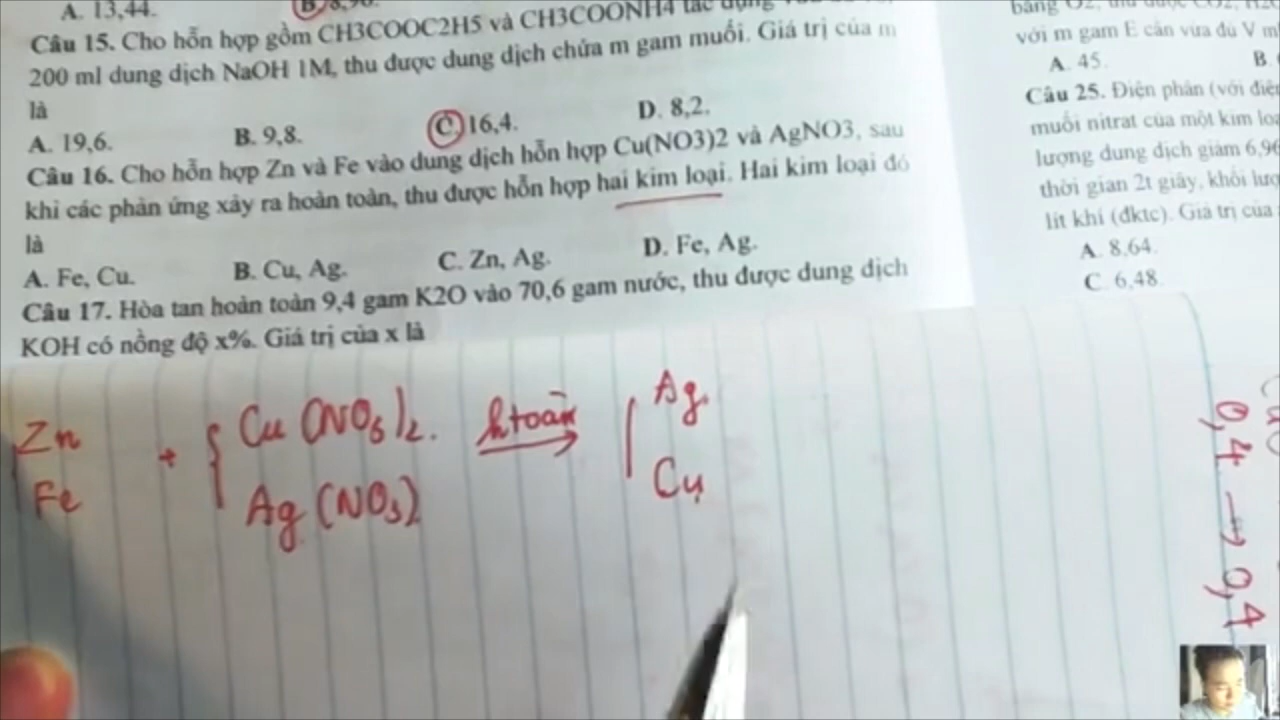 A. 13,44.
B. 8,96.
Câu 15. Cho hỗn hợp gồm CH3COOC2H5 và CH3COONH4 tác dụng
200 ml dung dịch NaOH 1M, thu được dung dịch chứa m gam muối. Giá trị của m
là
A. 19,6. B. 9,8. C. 16,4. D. 8,2.
Câu 16. Cho hỗn hợp Zn và Fe vào dung dịch hỗn hợp Cu(NO3)2 và AgNO3, sau
khi các phản ứng xảy ra hoàn toàn, thu được hỗn hợp hai kim loại. Hai kim loại đó
là
A. Fe, Cu. B. Cu, Ag. C. Zn, Ag. D. Fe, Ag.
Câu 17. Hòa tan hoàn toàn 9,4 gam K2O vào 70,6 gam nước, thu được dung dịch
KOH có nồng độ x%. Giá trị của x là
Zn + Cu(NO3)2. htoàn Ag.
Fe Ag(NO3) Cu
với m gam E cần vừa đủ V
A. 45. B.
Câu 25. Điện phân (với
muối nitrat của một kim
lượng dung dịch giảm
thời gian 2t giây, khối
lít khí (đktc). Giá trị của
A. 8,64.
C. 6,48.
0,4 → 0,4